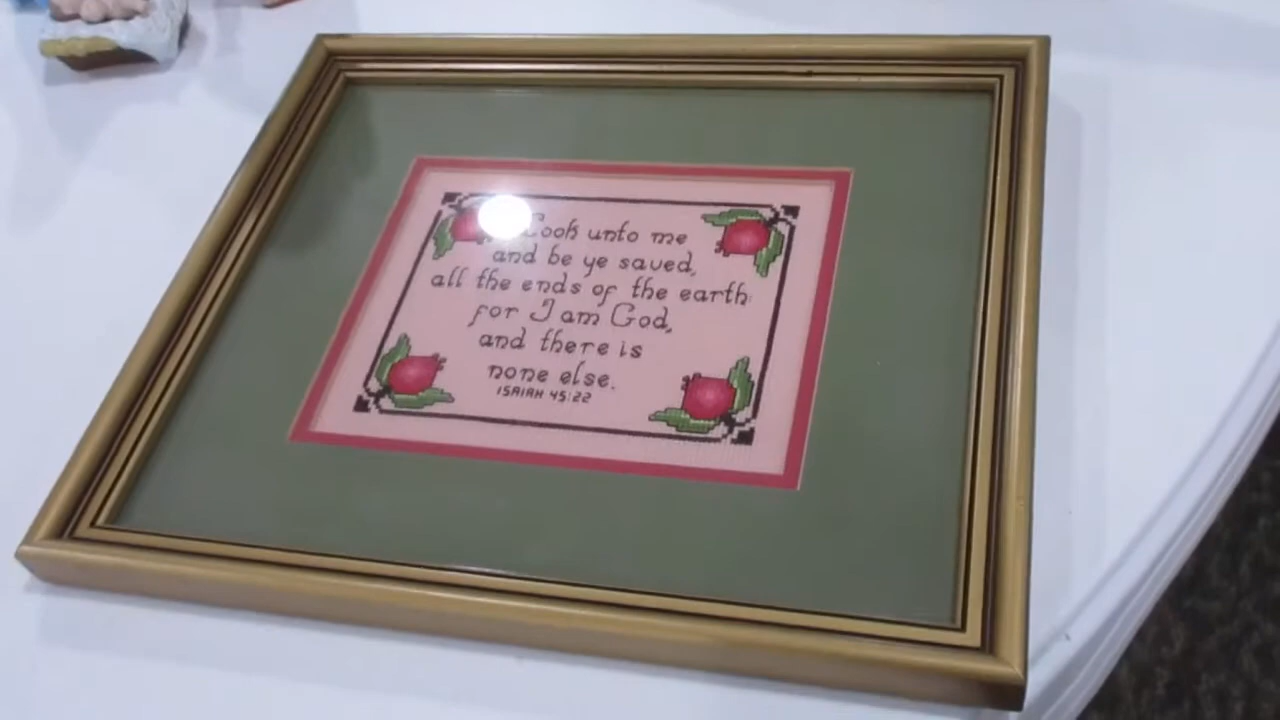 Look unto me
and be ye saved,
all the ends of the earth:
for I am God,
and there is
none else.
ISAIAH 45:22